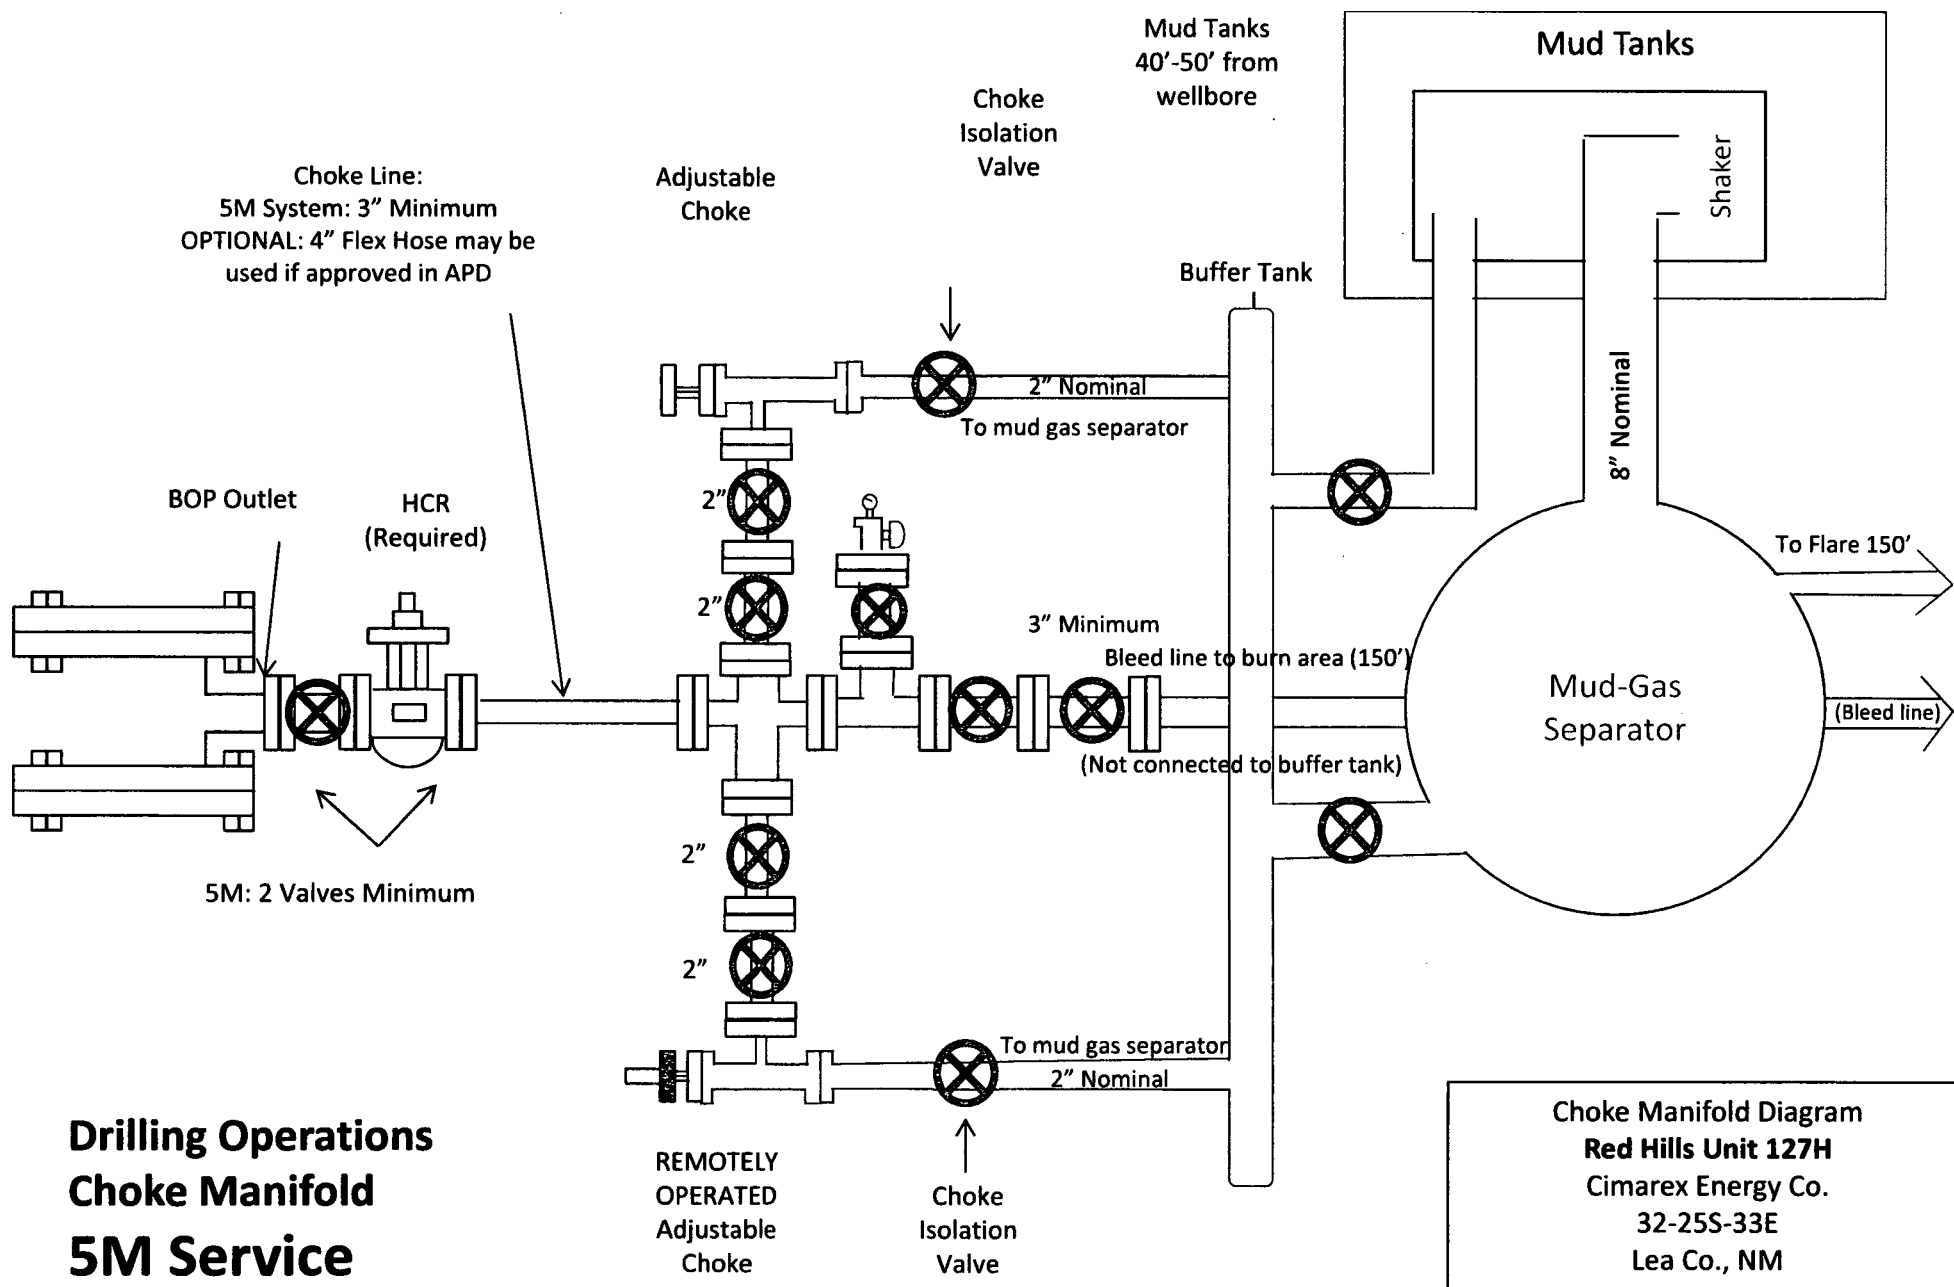 Mud Tanks
40'-50' from
wellbore
Mud Tanks
Shaker
Choke
Isolation
Valve
Adjustable
Choke
Choke Line:
5M System: 3" Minimum
OPTIONAL: 4" Flex Hose may be
used if approved in APD
Buffer Tank
2" Nominal
To mud gas separator
8" Nominal
BOP Outlet
HCR
(Required)
2"
2"
To Flare 150'
3" Minimum
Bleed line to burn area (150')
Mud-Gas
Separator
(Bleed line)
(Not connected to buffer tank)
5M: 2 Valves Minimum
2"
2"
To mud gas separator
2" Nominal
REMOTELY
OPERATED
Adjustable
Choke
Choke
Isolation
Valve
Drilling Operations
Choke Manifold
5M Service
Choke Manifold Diagram
Red Hills Unit 127H
Cimarex Energy Co.
32-25S-33E
Lea Co., NM